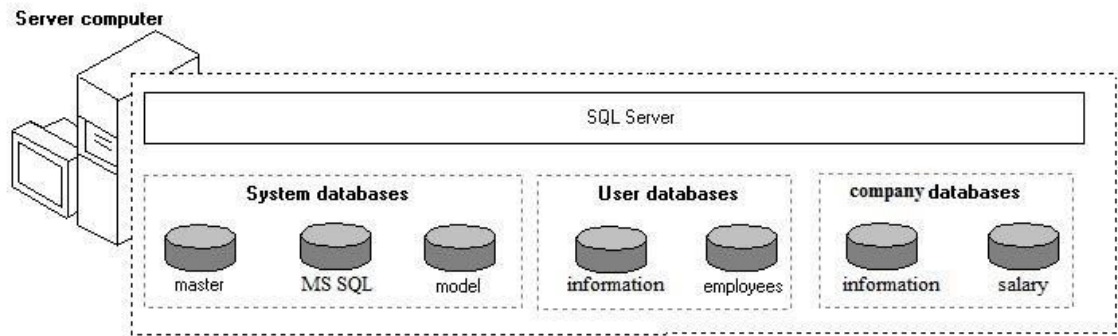 Server computer
SQL Server
System databases
master
MS SQL
model
User databases
information
employees
company databases
information
salary